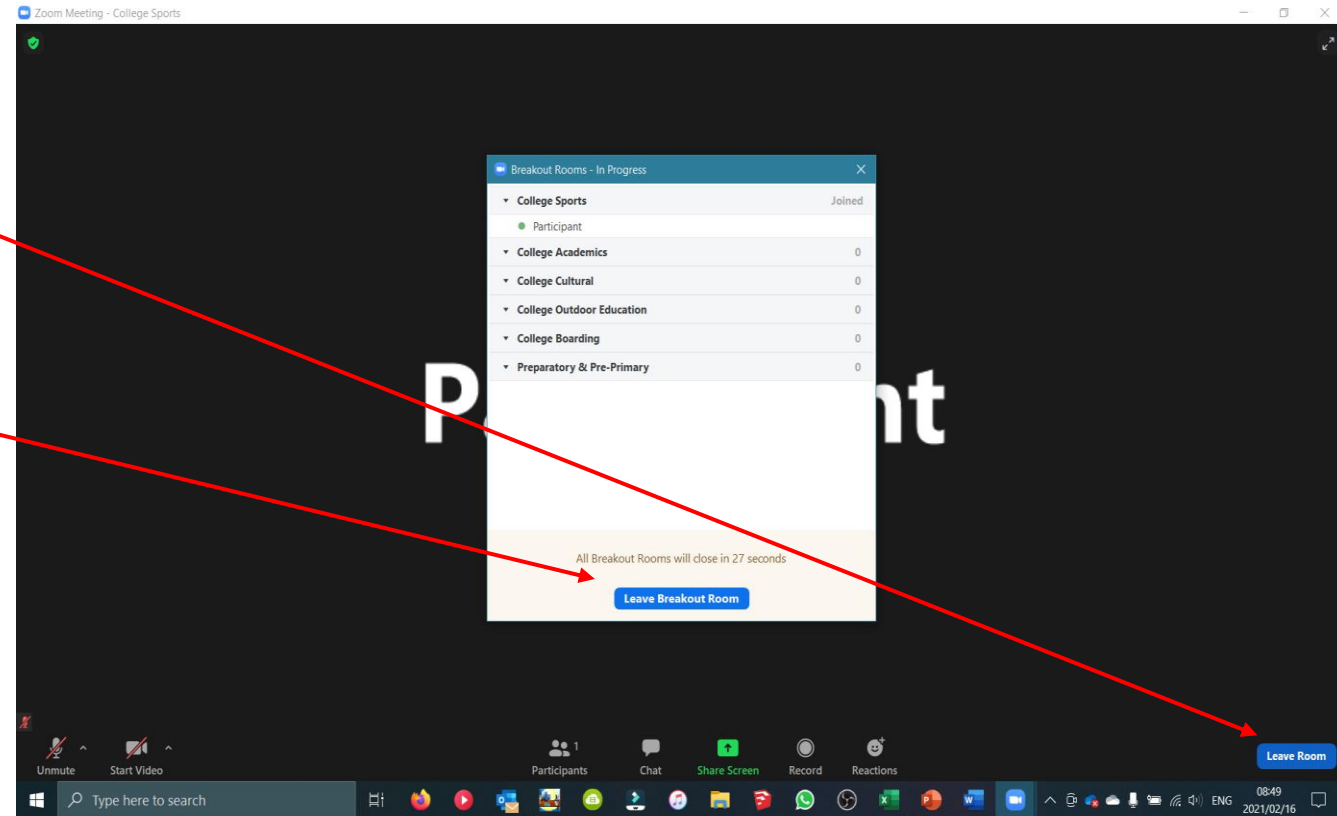 Zoom Meeting - College Sports
Breakout Rooms - In Progress
College Sports Joined
Participant
College Academics 0
College Cultural 0
College Outdoor Education 0
College Boarding 0
Preparatory & Pre-Primary 0
P nt
All Breakout Rooms will close in 27 seconds
Leave Breakout Room
Unmute
Start Video
Participants 1
Chat
Share Screen
Record
Reactions
Leave Room
Type here to search
ENG
08:49
2021/02/16